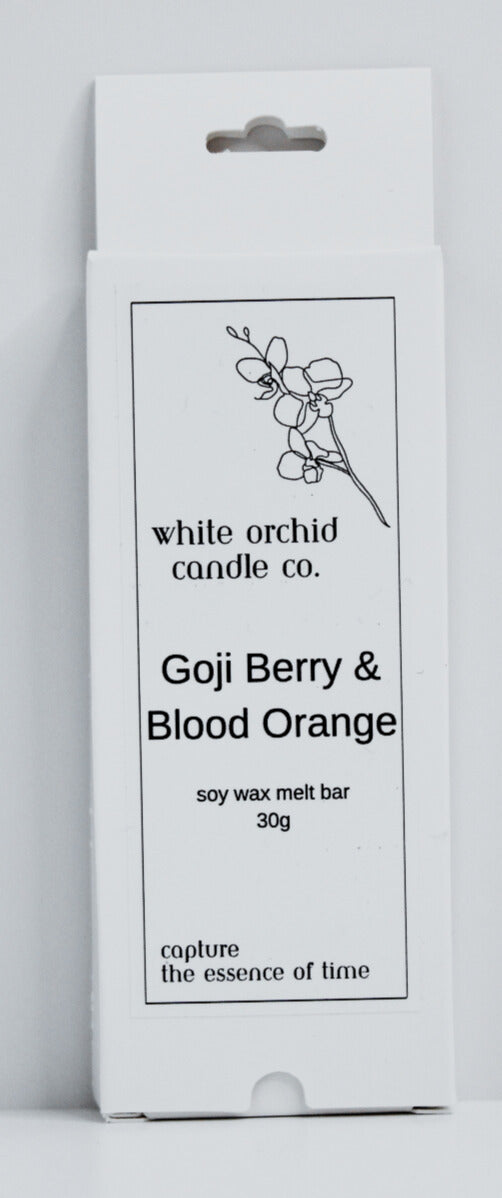 white orchid
candle co.
Goji Berry &
Blood Orange
soy wax melt bar
30g
capture
the essence of time